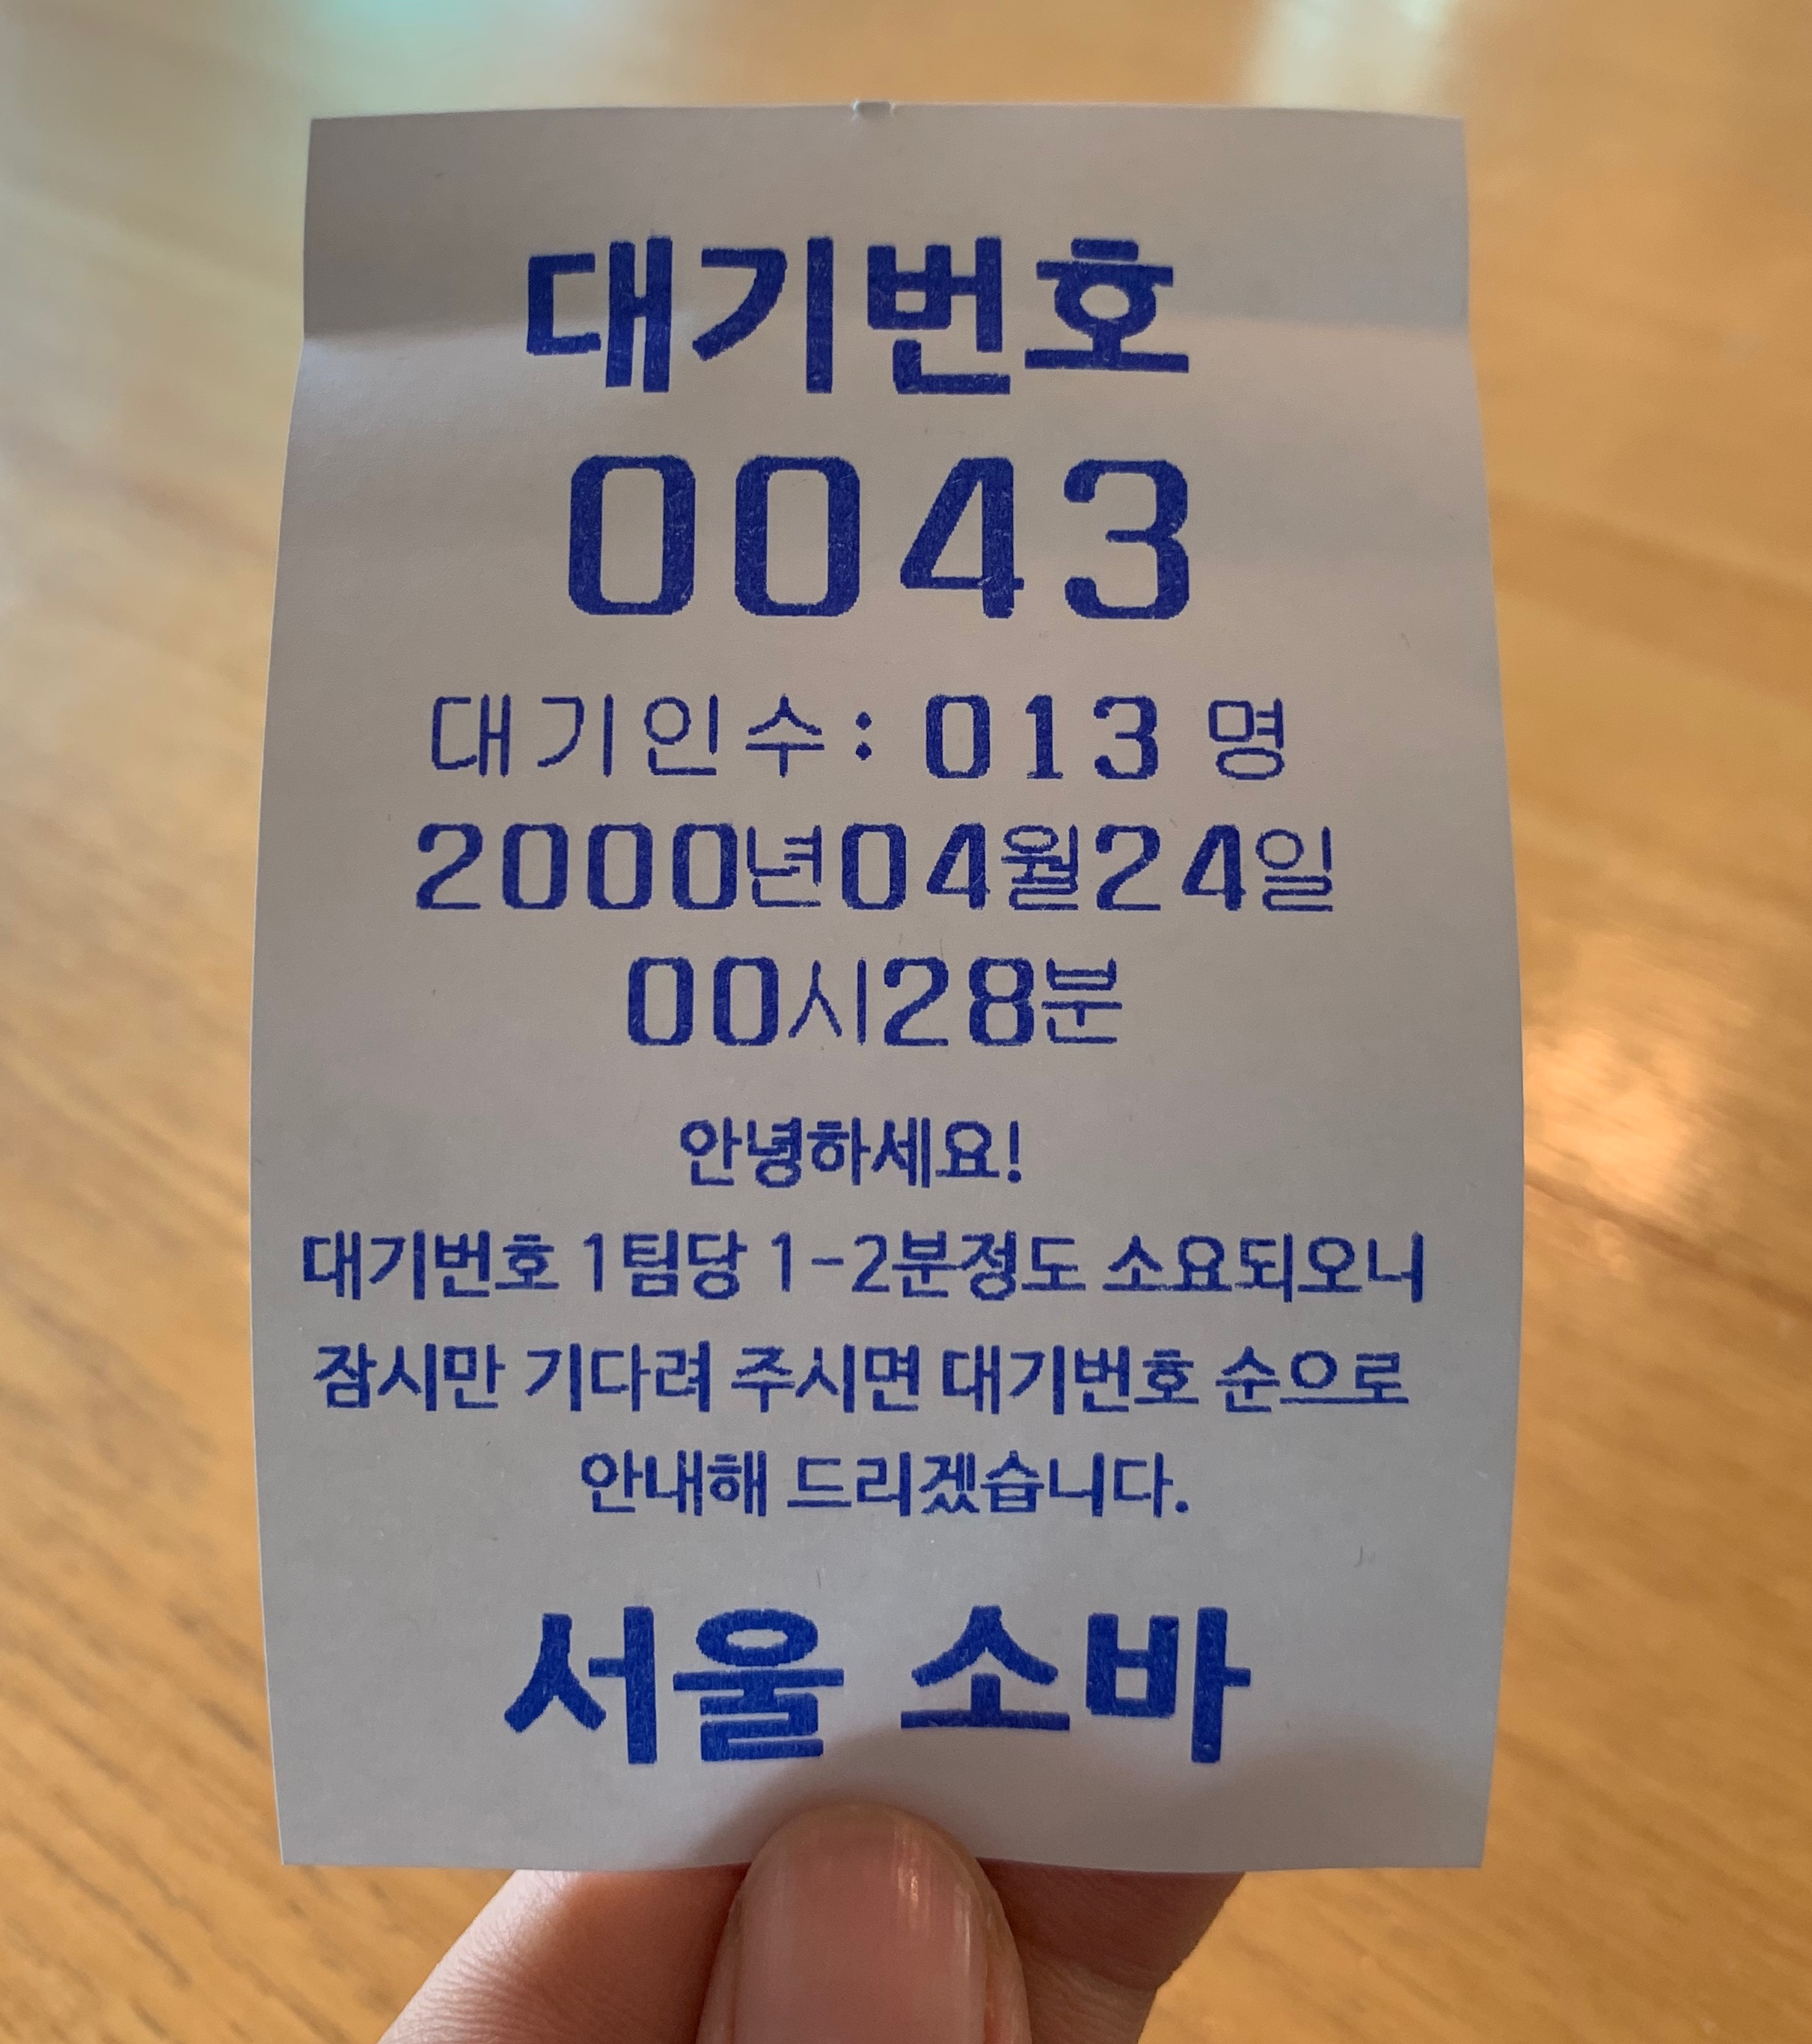 대기번호
0043
대기인수: 013 명
2000년04월24일
00시28분
안녕하세요!
대기번호 1팀당 1-2분정도 소요되오니
잠시만 기다려 주시면 대기번호 순으로
안내해 드리겠습니다.
서울 소바